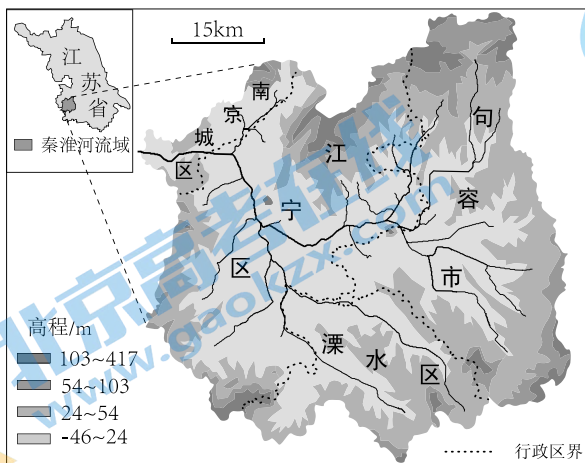 江
苏
省
秦淮河流域
15km
南
京
城
区
江
宁
区
句
容
市
溧
水
区
高程/m
103~417
54~103
24~54
-46~24
行政区界
北京高考在线
www.gaokzx.com